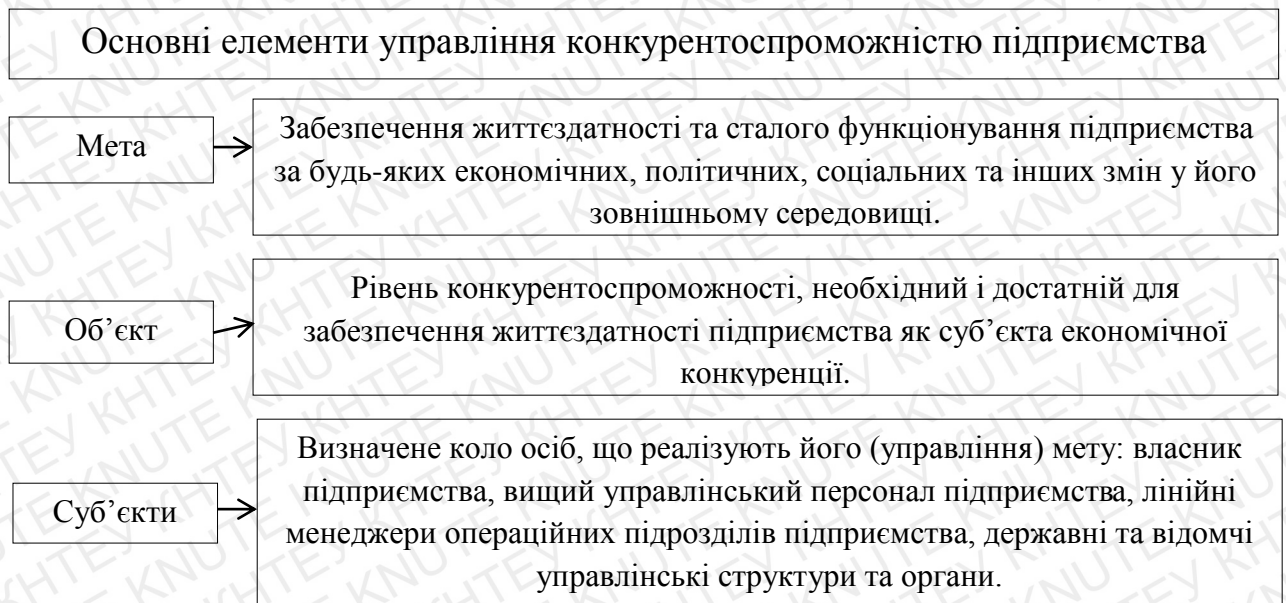 Основні елементи управління конкурентоспроможністю підприємства
Мета
Забезпечення життєздатності та сталого функціонування підприємства
за будь-яких економічних, політичних, соціальних та інших змін у його
зовнішньому середовищі.
Об’єкт
Рівень конкурентоспроможності, необхідний і достатній для
забезпечення життєздатності підприємства як суб’єкта економічної
конкуренції.
Суб’єкти
Визначене коло осіб, що реалізують його (управління) мету: власник
підприємства, вищий управлінський персонал підприємства, лінійні
менеджери операційних підрозділів підприємства, державні та відомчі
управлінські структури та органи.